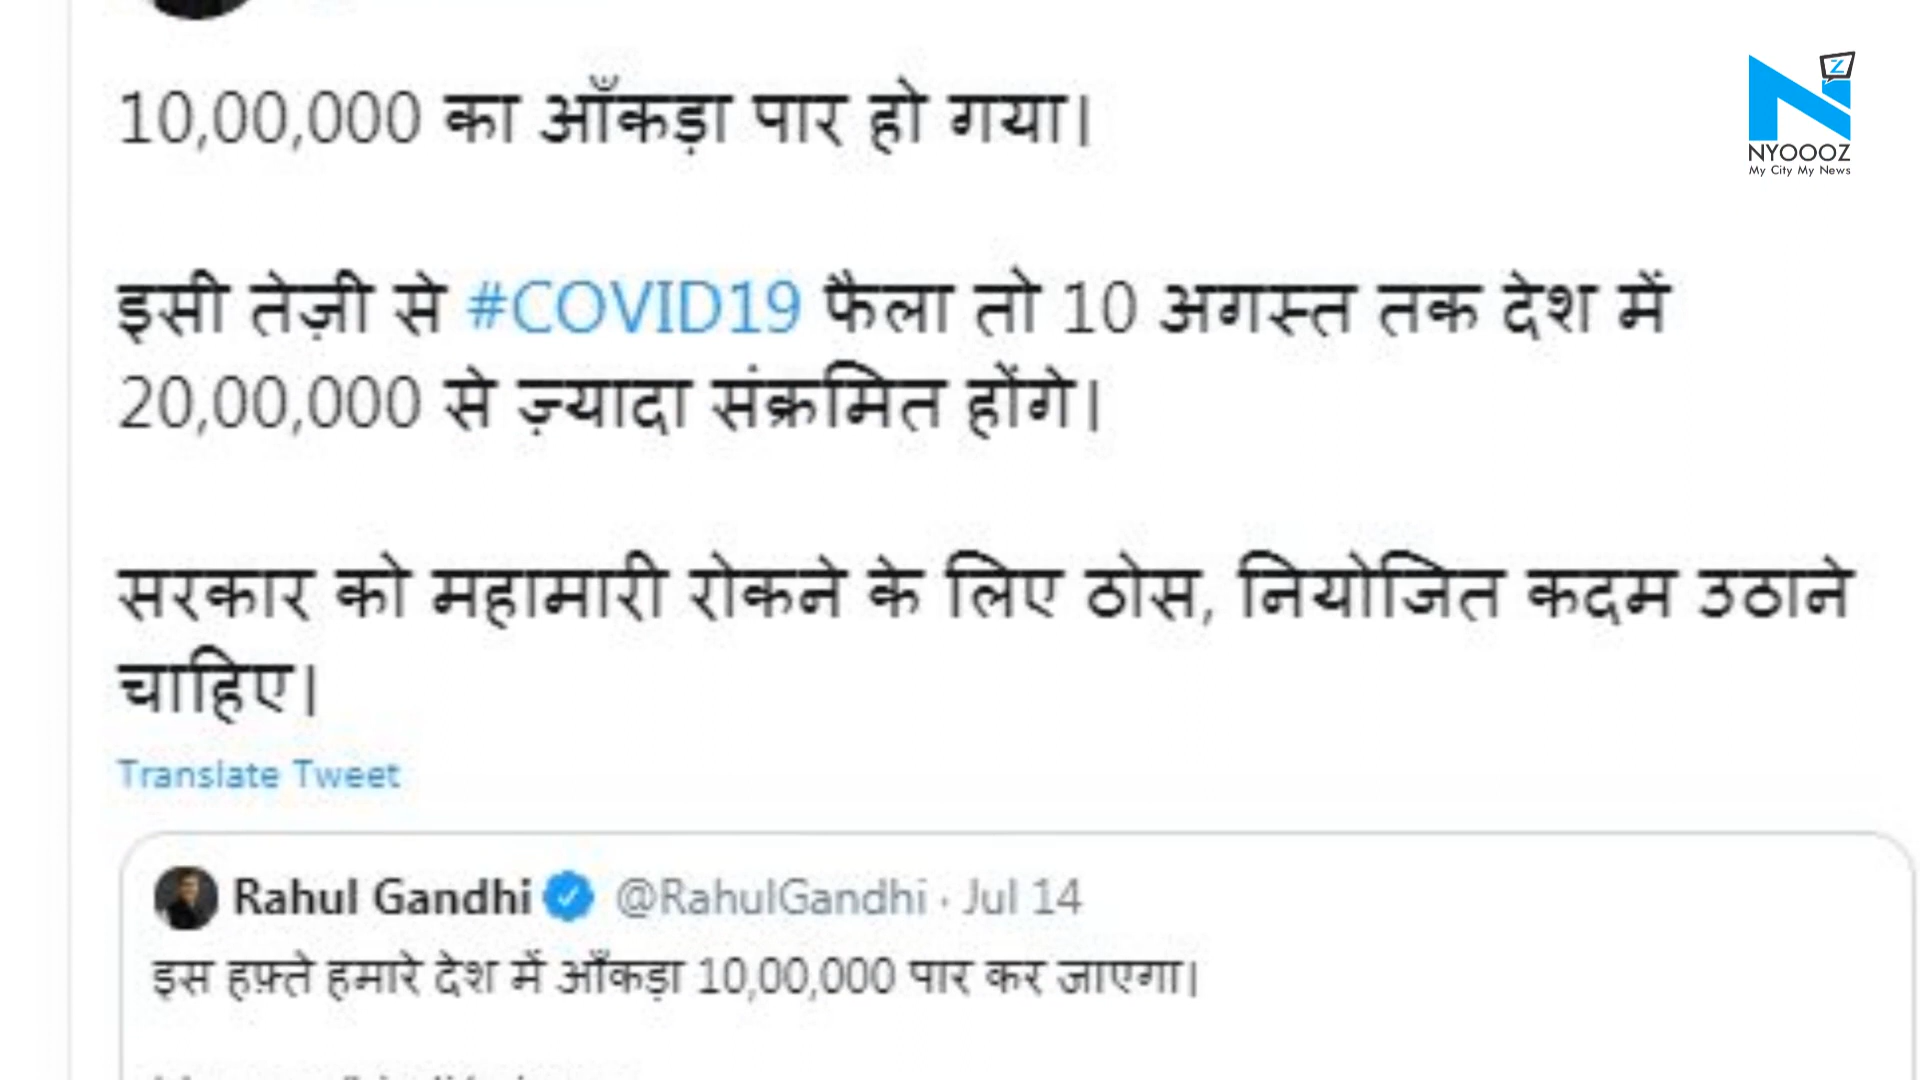 10,00,000 का आँकड़ा पार हो गया।
NYOOOZ
My City My News
इसी तेज़ी से #COVID19 फैला तो 10 अगस्त तक देश में
20,00,000 से ज़्यादा संक्रमित होंगे।
सरकार को महामारी रोकने के लिए ठोस, नियोजित कदम उठाने
चाहिए।
Translate Tweet
Rahul Gandhi @RahulGandhi · Jul 14
इस हफ़्ते हमारे देश में आँकड़ा 10,00,000 पार कर जाएगा।